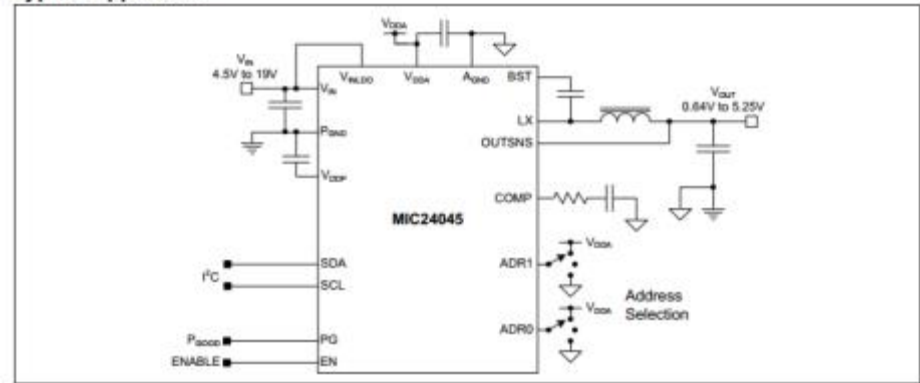 VDDA
VIN
4.5V to 19V
VINLDO
VDDA
AGND
BST
VIN
VOUT
0.64V to 5.25V
LX
PGND
OUTSNS
VDDP
COMP
MIC24045
SDA
ADR1
VDDA
I²C
SCL
Address
Selection
VDDA
ADR0
PGOOD
PG
ENABLE
EN